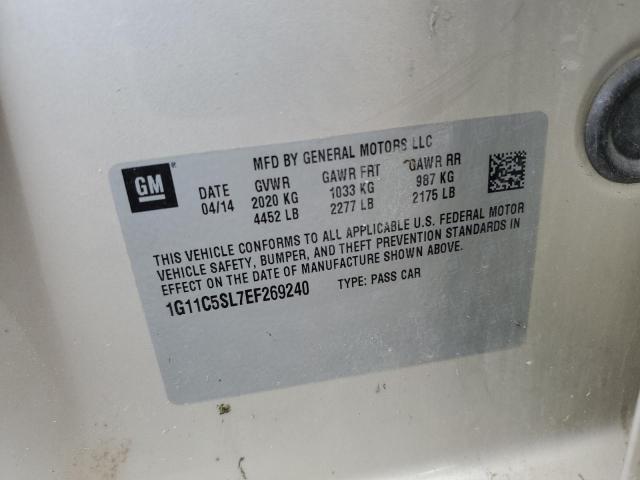 MFD BY GENERAL MOTORS LLC
GM
DATE GVWR GAWR FRT GAWR RR
04/14 2020 KG 1033 KG 987 KG
4452 LB 2277 LB 2175 LB
THIS VEHICLE CONFORMS TO ALL APPLICABLE U.S. FEDERAL MOTOR
VEHICLE SAFETY, BUMPER, AND THEFT PREVENTION STANDARDS IN
EFFECT ON THE DATE OF MANUFACTURE SHOWN ABOVE.
1G11C5SL7EF269240 TYPE: PASS CAR